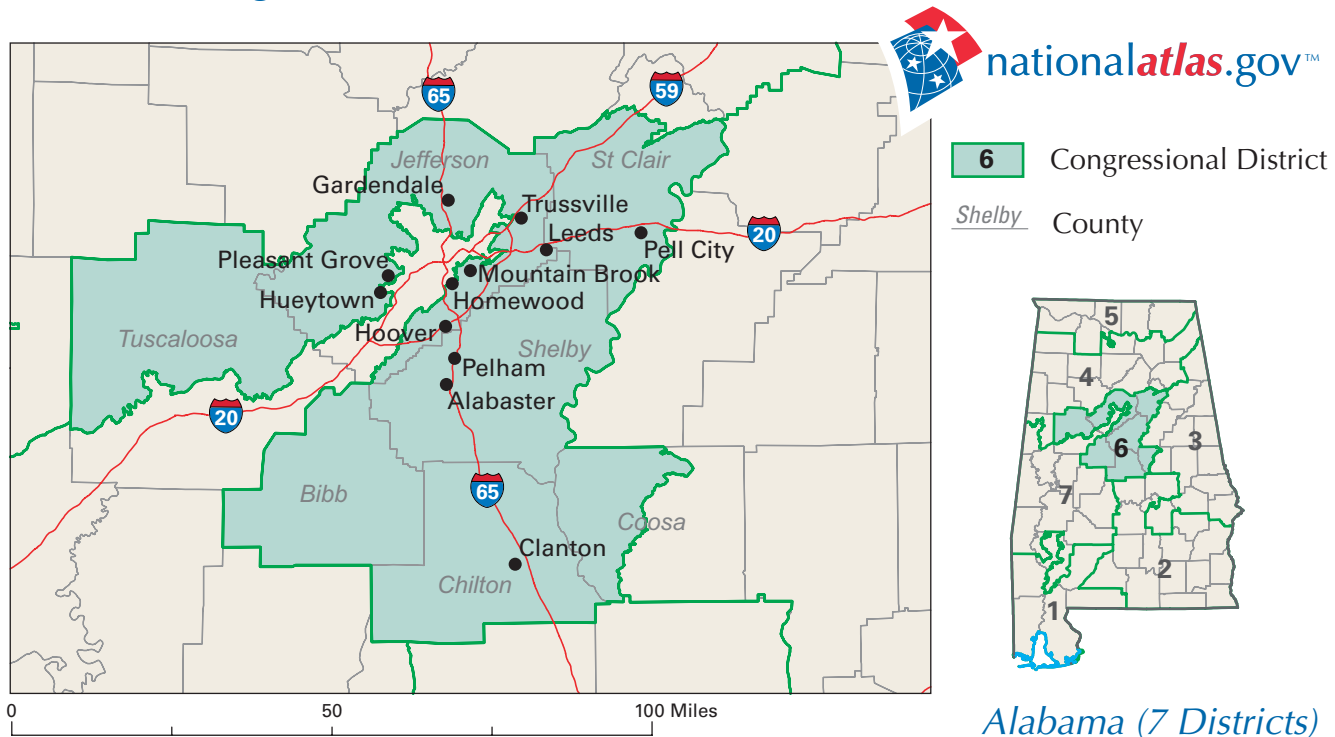 nationalatlas.gov™
65
59
Jefferson
St Clair
Gardendale
Trussville
Leeds
20
Pell City
Pleasant Grove
Mountain Brook
Hueytown
Homewood
Tuscaloosa
Hoover
Shelby
Pelham
Alabaster
20
Bibb
65
Coosa
Clanton
Chilton
0
50
100 Miles
6
Congressional District
Shelby
County
5
4
3
6
7
2
1
Alabama (7 Districts)